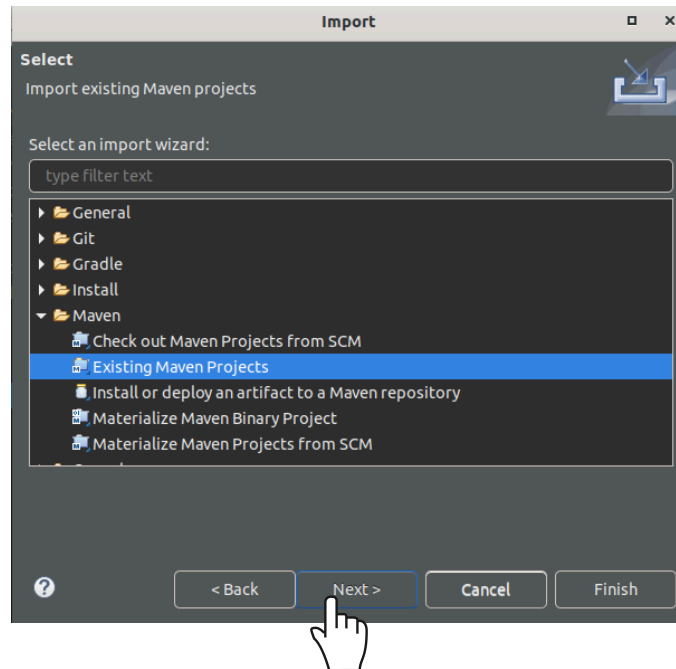 Import
Select
Import existing Maven projects
Select an import wizard:
type filter text
General
Git
Gradle
Install
Maven
Check out Maven Projects from SCM
Existing Maven Projects
Install or deploy an artifact to a Maven repository
Materialize Maven Binary Project
Materialize Maven Projects from SCM
? < Back Next > Cancel Finish